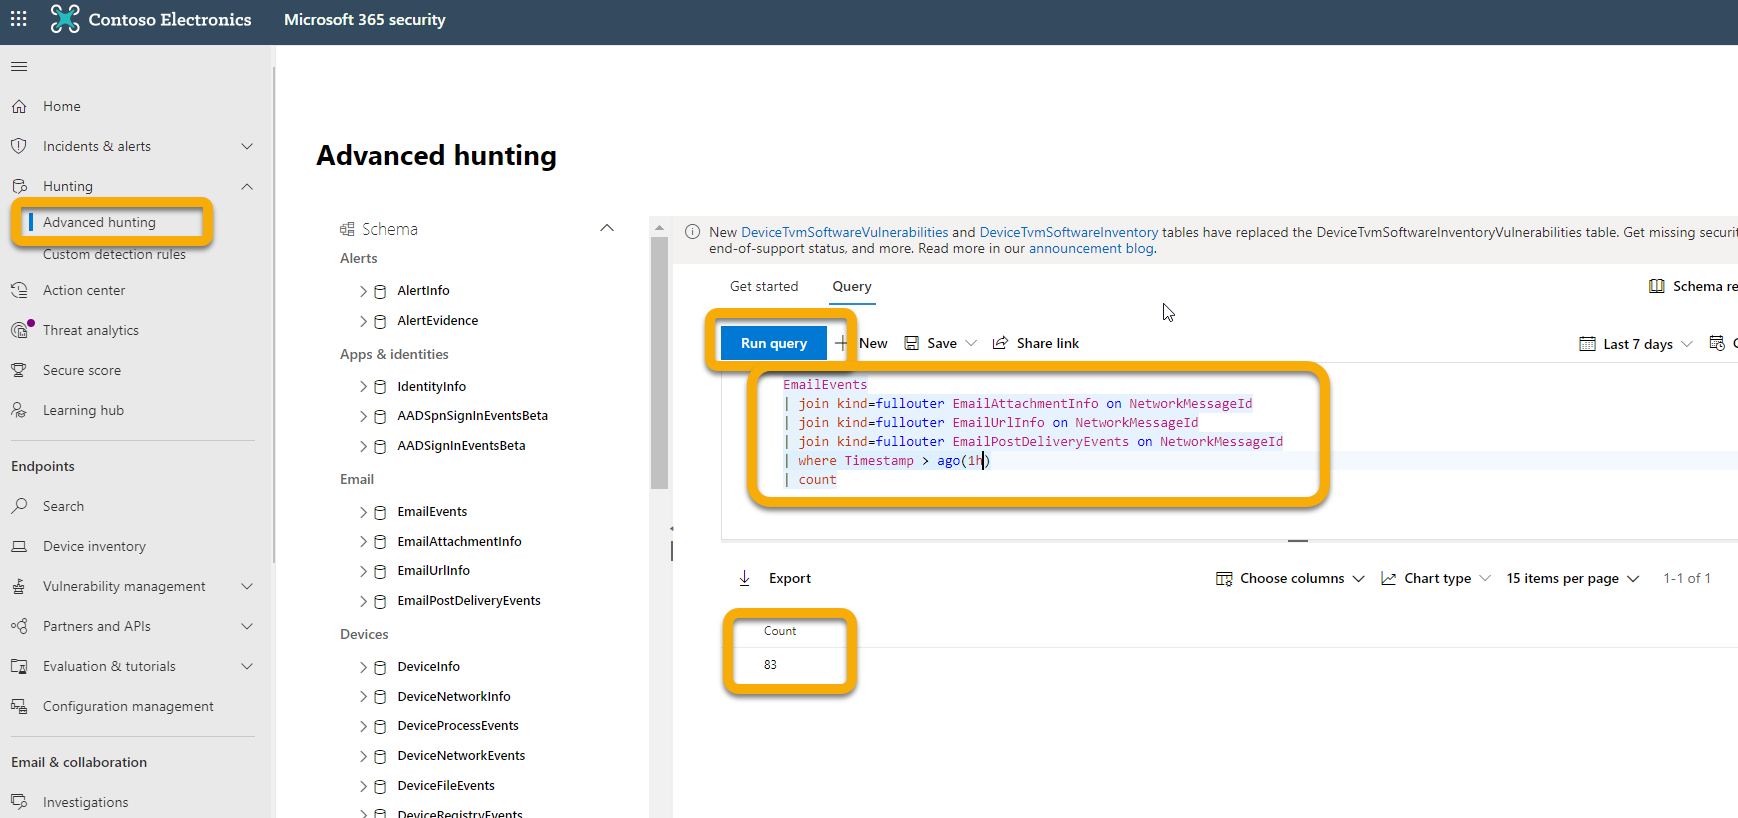 Contoso Electronics
Microsoft 365 security
Home
Incidents & alerts
Hunting
Advanced hunting
Custom detection rules
Action center
Threat analytics
Secure score
Learning hub
Endpoints
Search
Device inventory
Vulnerability management
Partners and APIs
Evaluation & tutorials
Configuration management
Email & collaboration
Investigations
Advanced hunting
Schema
Alerts
AlertInfo
AlertEvidence
Apps & identities
IdentityInfo
AADSpnSignInEventsBeta
AADSignInEventsBeta
Email
EmailEvents
EmailAttachmentInfo
EmailUrlInfo
EmailPostDeliveryEvents
Devices
DeviceInfo
DeviceNetworkInfo
DeviceProcessEvents
DeviceNetworkEvents
DeviceFileEvents
DeviceRegistryEvents
New DeviceTvmSoftwareVulnerabilities and DeviceTvmSoftwareInventory tables have replaced the DeviceTvmSoftwareInventoryVulnerabilities table. Get missing securit
end-of-support status, and more. Read more in our announcement blog.
Get started
Query
Schema re
Run query
New
Save
Share link
Last 7 days
EmailEvents
| join kind=fullouter EmailAttachmentInfo on NetworkMessageId
| join kind=fullouter EmailUrlInfo on NetworkMessageId
| join kind=fullouter EmailPostDeliveryEvents on NetworkMessageId
| where Timestamp > ago(1h)
| count
Export
Choose columns
Chart type
15 items per page
1-1 of 1
Count
83